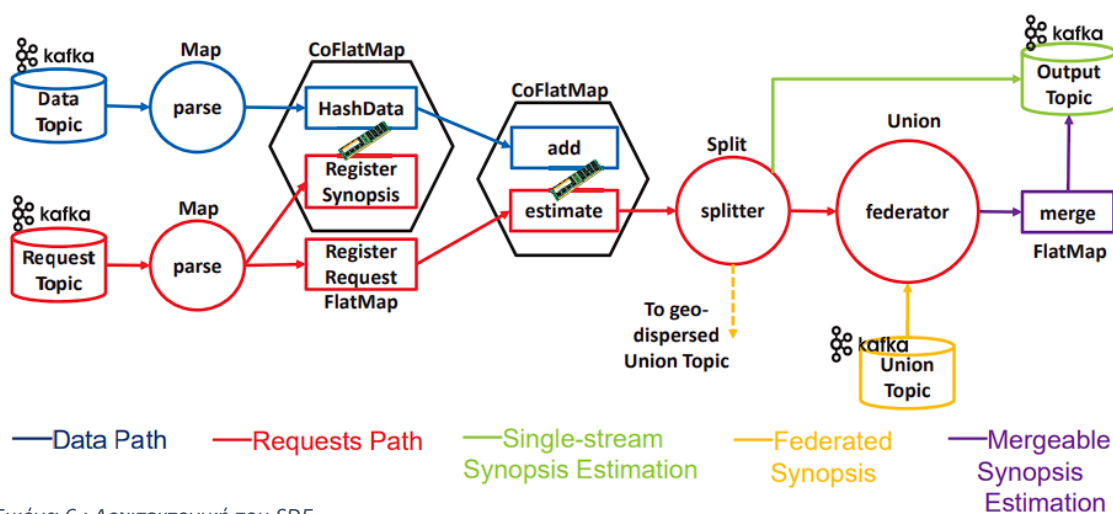 kafka
Data
Topic
Map
parse
CoFlatMap
HashData
Register
Synopsis
kafka
Request
Topic
Map
parse
Register
Request
FlatMap
CoFlatMap
add
estimate
Split
splitter
To geo-
dispersed
Union Topic
Union
federator
kafka
Union
Topic
kafka
Output
Topic
merge
FlatMap
Data Path
Requests Path
Single-stream
Synopsis Estimation
Federated
Synopsis
Mergeable
Synopsis
Estimation